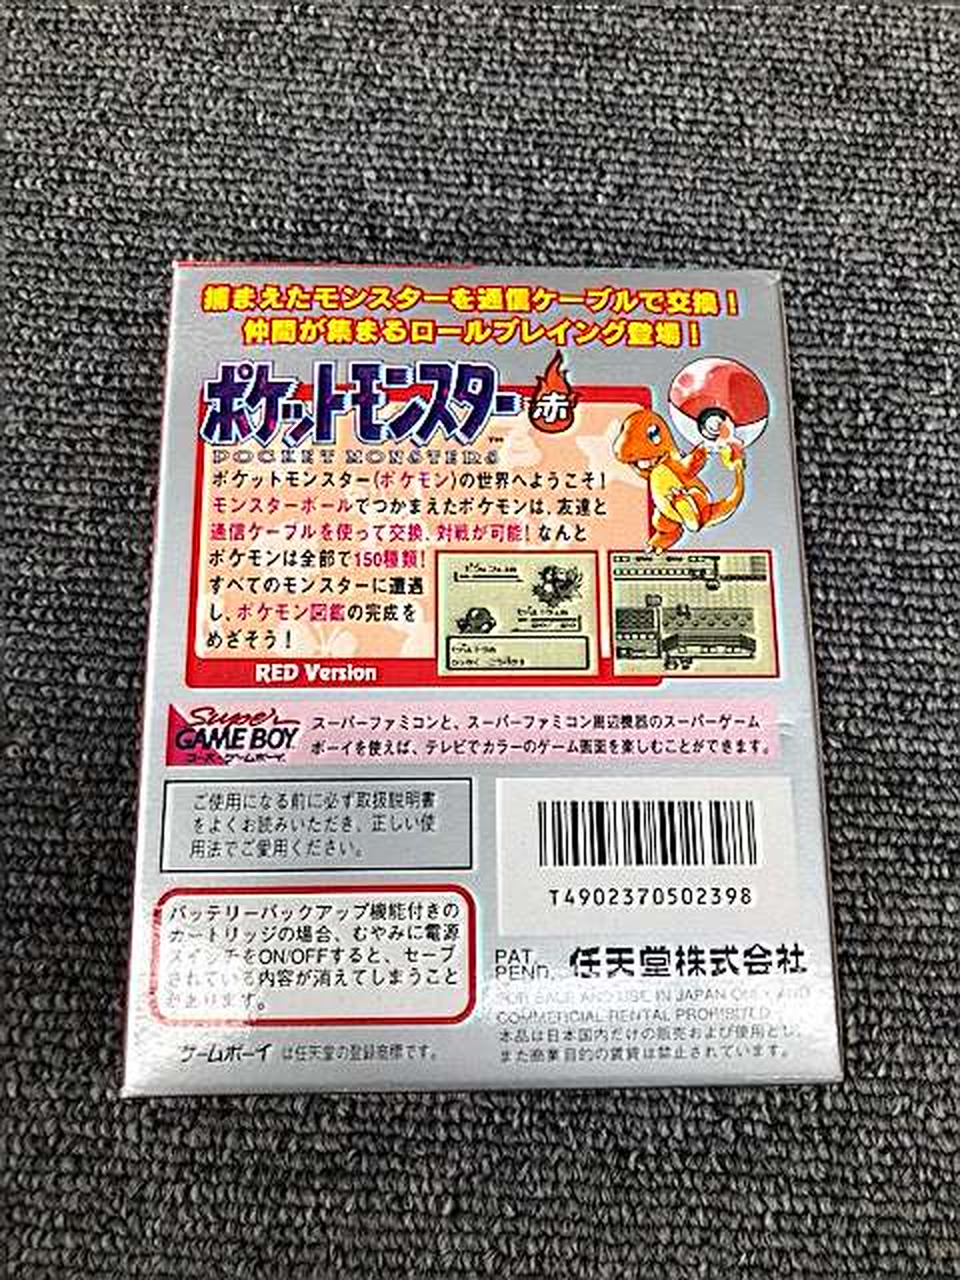 捕まえたモンスターを通信ケーブルで交換！
仲間が集まるロールプレイング登場！
ポケットモンスター 赤
TM
POCKET MONSTERS
ポケットモンスター(ポケモン)の世界へようこそ！
モンスターボールでつかまえたポケモンは、友達と
通信ケーブルを使って交換、対戦が可能！なんと
ポケモンは全部で150種類！
すべてのモンスターに遭遇
し、ポケモン図鑑の完成を
めざそう！
RED Version
Super
GAME BOY
スーパーゲームボーイ
スーパーファミコンと、スーパーファミコン周辺機器のスーパーゲーム
ボーイを使えば、テレビでカラーのゲーム画面を楽しむことができます。
ご使用になる前に必ず取扱説明書
をよくお読みいただき、正しい使
用法でご愛用ください。
T4902370502398
バッテリーバックアップ機能付きの
カートリッジの場合、むやみに電源
スイッチをON/OFFすると、セーブ
されている内容が消えてしまうこと
があります。
PAT.
PEND.
任天堂株式会社
FOR SALE AND USE IN JAPAN ONLY AND
COMMERCIAL RENTAL PROHIBITED.
本品は日本国内だけの販売および使用とし、
また商業目的の賃貸は禁止されています。
ゲームボーイ は任天堂の登録商標です。